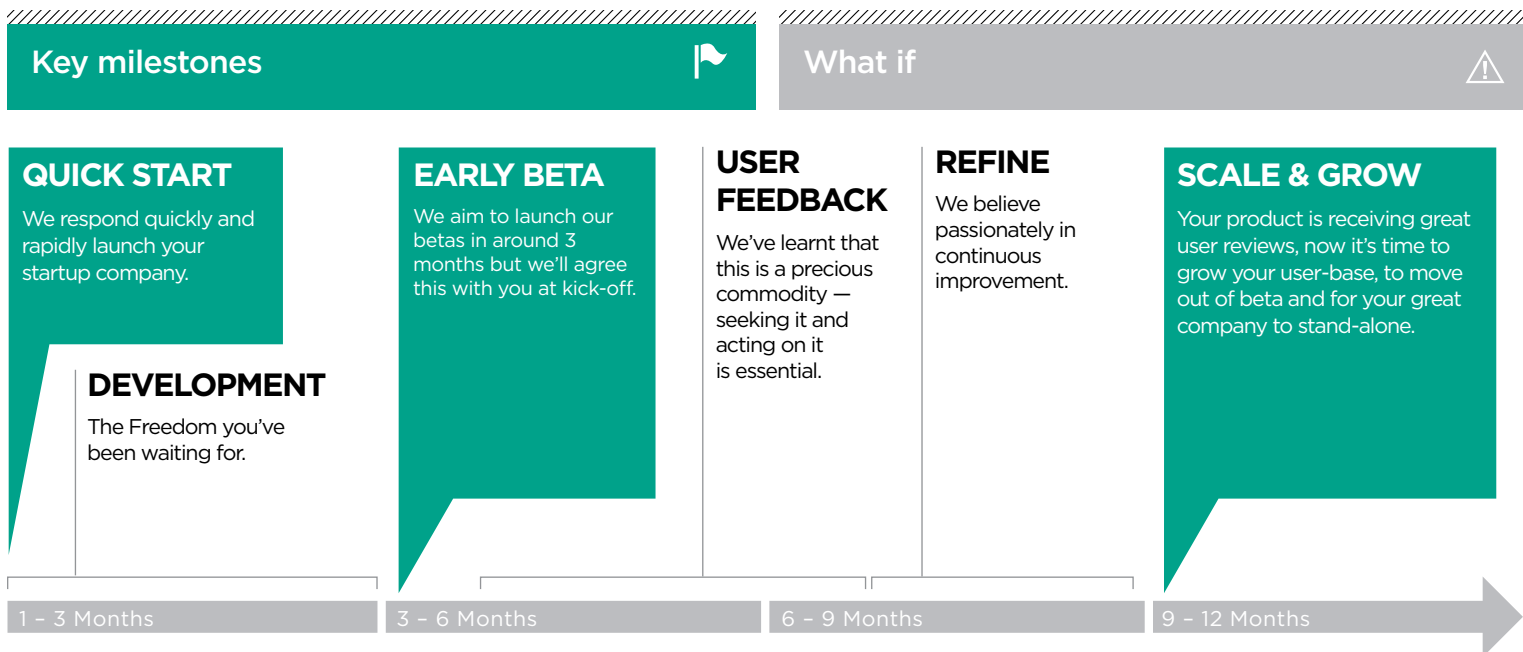 Key milestones
What if
QUICK START
We respond quickly and
rapidly launch your
startup company.
DEVELOPMENT
The Freedom you’ve
been waiting for.
EARLY BETA
We aim to launch our
betas in around 3
months but we’ll agree
this with you at kick-off.
USER
FEEDBACK
We’ve learnt that
this is a precious
commodity —
seeking it and
acting on it
is essential.
REFINE
We believe
passionately in
continuous
improvement.
SCALE & GROW
Your product is receiving great
user reviews, now it’s time to
grow your user-base, to move
out of beta and for your great
company to stand-alone.
1 – 3 Months
3 – 6 Months
6 – 9 Months
9 – 12 Months